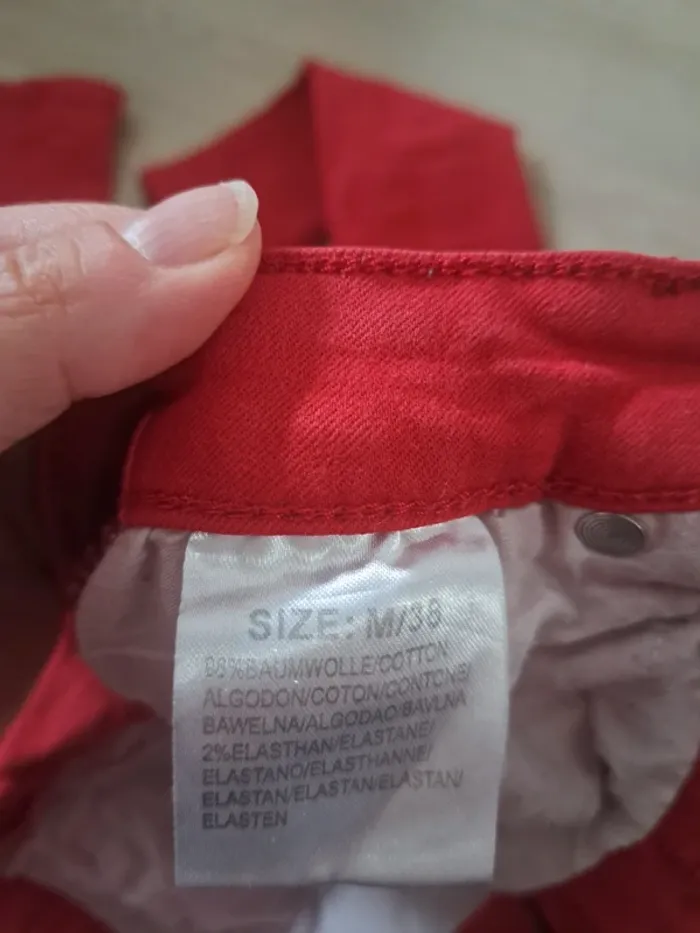 SIZE: M/38
98%BAUMWOLLE/COTTON
ALGODON/COTON/CONTONE/
BAWELNA/ALGODAO/BAVLNA
2%ELASTHAN/ELASTANE/
ELASTANO/ELASTHANNE/
ELASTAN/ELASTAN/ELASTAN/
ELASTEN